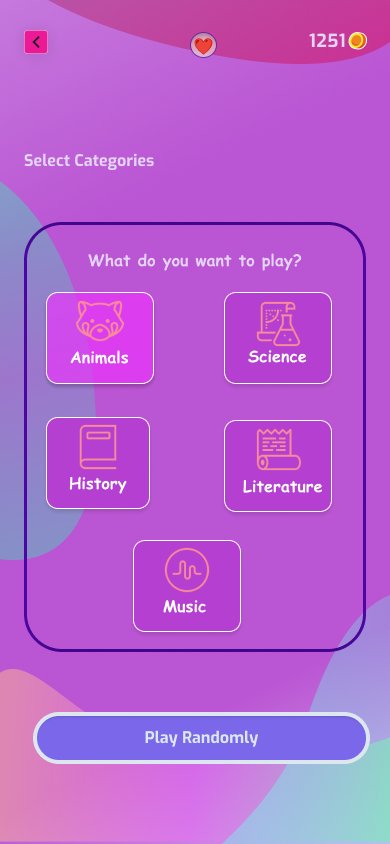 1251
Select Categories
What do you want to play?
Animals
Science
History
Literature
Music
Play Randomly